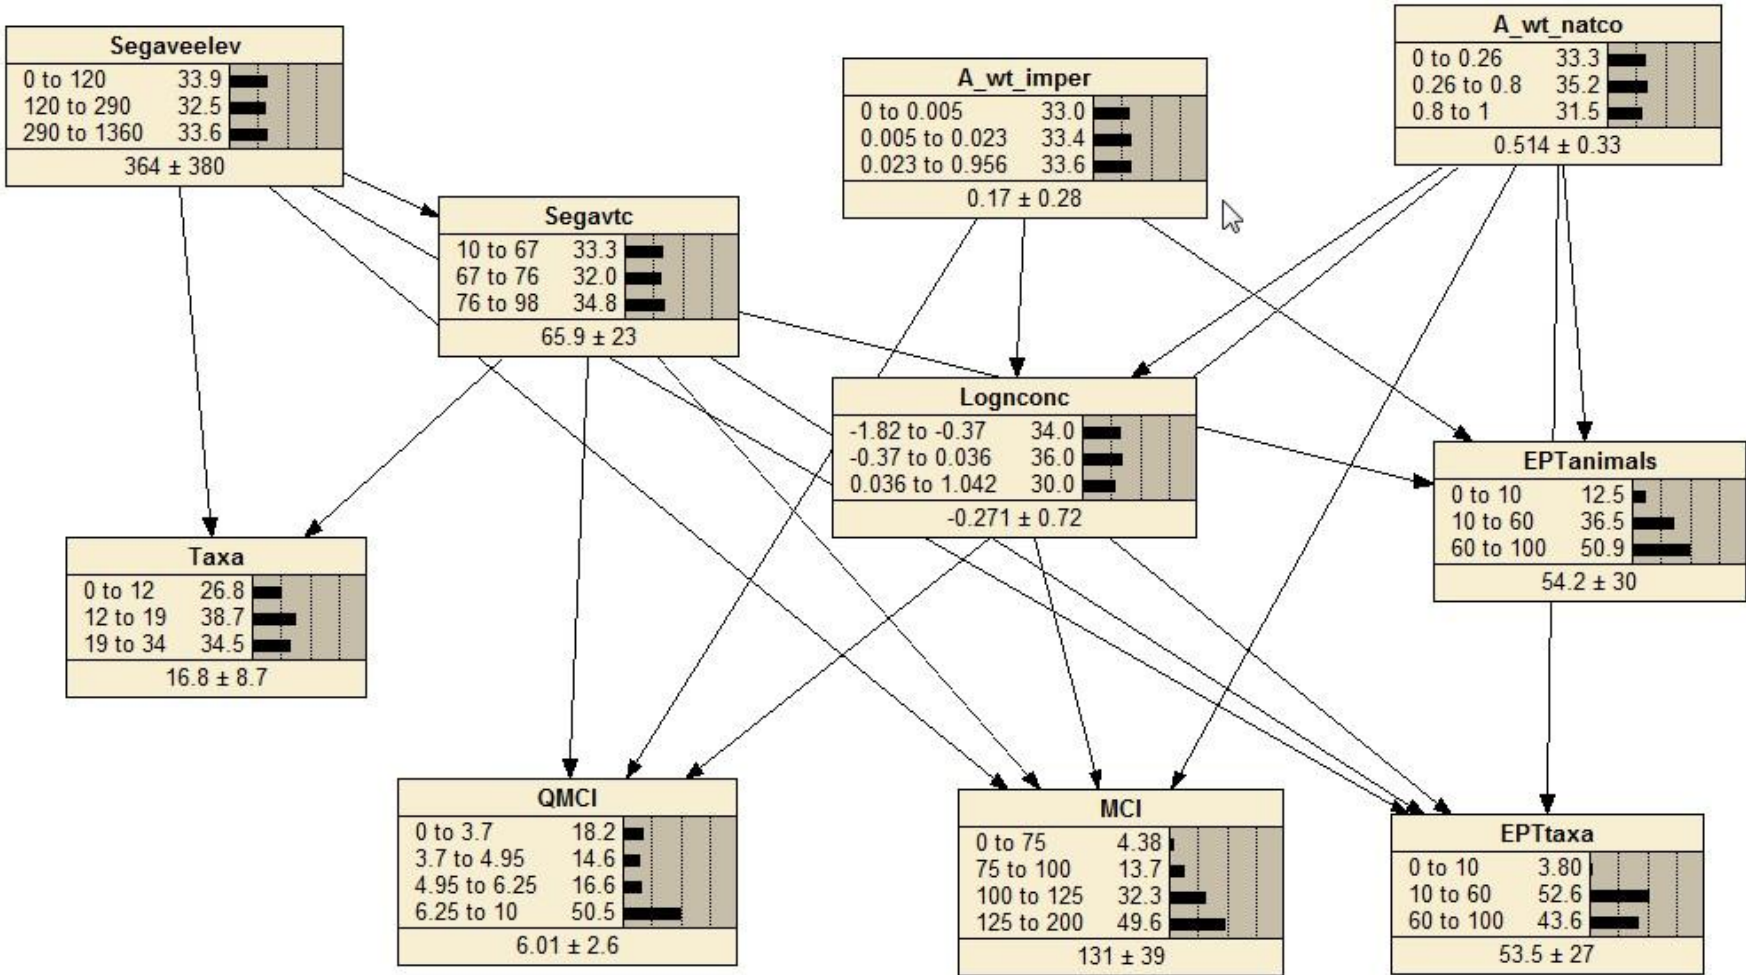 Segaveelev
0 to 120 33.9
120 to 290 32.5
290 to 1360 33.6
364 ± 380
A_wt_imper
0 to 0.005 33.0
0.005 to 0.023 33.4
0.023 to 0.956 33.6
0.17 ± 0.28
A_wt_natco
0 to 0.26 33.3
0.26 to 0.8 35.2
0.8 to 1 31.5
0.514 ± 0.33
Segavtc
10 to 67 33.3
67 to 76 32.0
76 to 98 34.8
65.9 ± 23
Lognconc
-1.82 to -0.37 34.0
-0.37 to 0.036 36.0
0.036 to 1.042 30.0
-0.271 ± 0.72
EPTanimals
0 to 10 12.5
10 to 60 36.5
60 to 100 50.9
54.2 ± 30
Taxa
0 to 12 26.8
12 to 19 38.7
19 to 34 34.5
16.8 ± 8.7
QMCI
0 to 3.7 18.2
3.7 to 4.95 14.6
4.95 to 6.25 16.6
6.25 to 10 50.5
6.01 ± 2.6
MCI
0 to 75 4.38
75 to 100 13.7
100 to 125 32.3
125 to 200 49.6
131 ± 39
EPTtaxa
0 to 10 3.80
10 to 60 52.6
60 to 100 43.6
53.5 ± 27